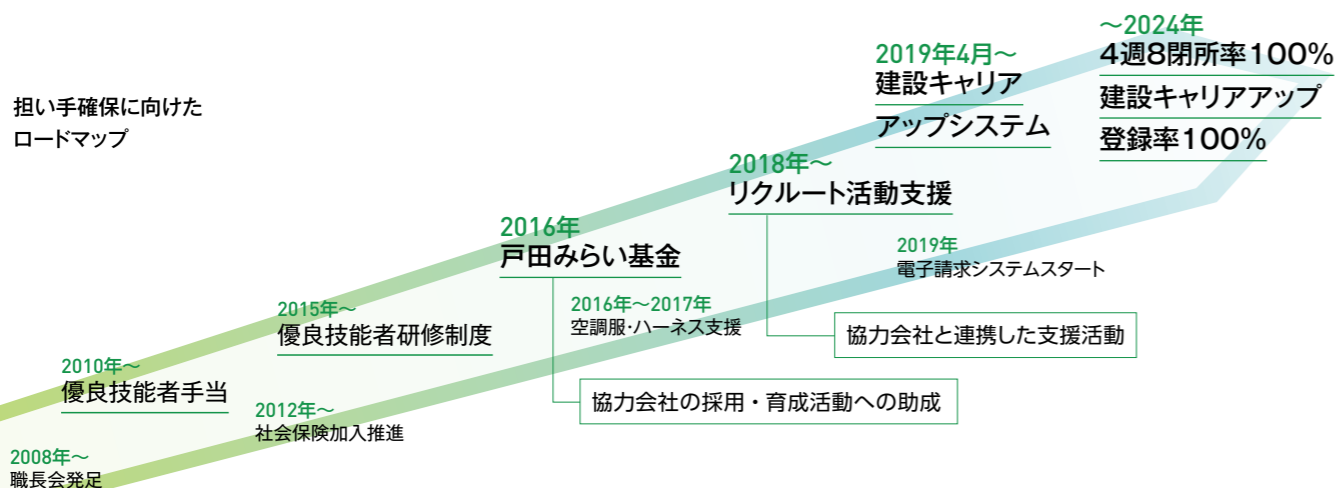 担い手確保に向けた
ロードマップ
2008年〜
職長会発足
2010年〜
優良技能者手当
2012年〜
社会保険加入推進
2015年〜
優良技能者研修制度
2016年
戸田みらい基金
協力会社の採用・育成活動への助成
2016年〜2017年
空調服・ハーネス支援
2018年〜
リクルート活動支援
協力会社と連携した支援活動
2019年
電子請求システムスタート
2019年4月〜
建設キャリア
アップシステム
〜2024年
4週8閉所率100%
建設キャリアアップ
登録率100%